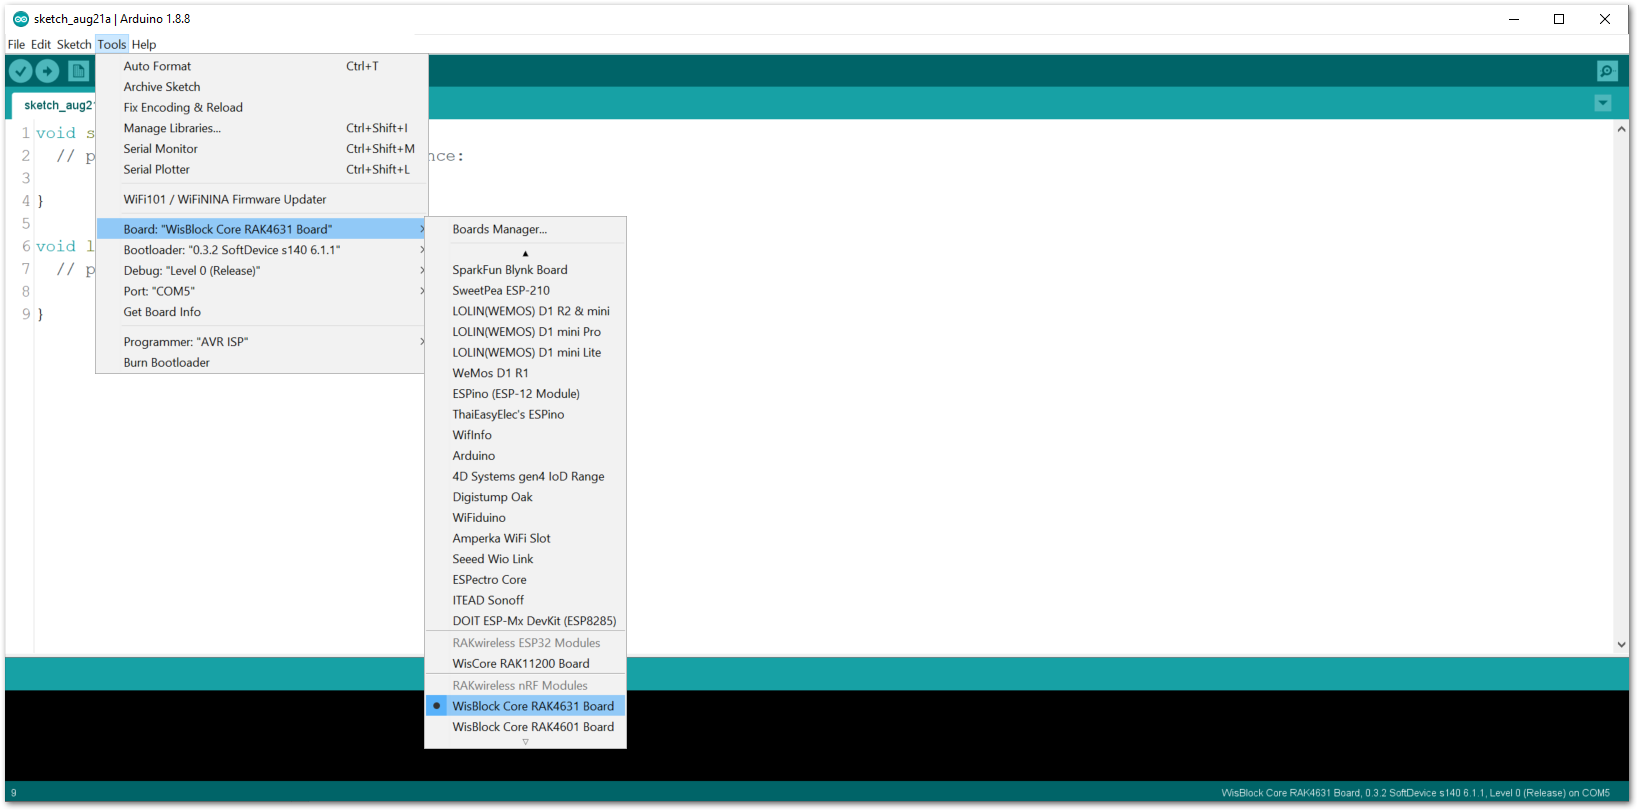 sketch_aug21a | Arduino 1.8.8
File Edit Sketch Tools Help
sketch_aug21
1 void s
2 // p nce:
3
4 }
5
6 void l
7 // p
8
9 }
Auto Format Ctrl+T
Archive Sketch
Fix Encoding & Reload
Manage Libraries... Ctrl+Shift+I
Serial Monitor Ctrl+Shift+M
Serial Plotter Ctrl+Shift+L
WiFi101 / WiFiNINA Firmware Updater
Board: "WisBlock Core RAK4631 Board"
Bootloader: "0.3.2 SoftDevice s140 6.1.1"
Debug: "Level 0 (Release)"
Port: "COM5"
Get Board Info
Programmer: "AVR ISP"
Burn Bootloader
Boards Manager...
SparkFun Blynk Board
SweetPea ESP-210
LOLIN(WEMOS) D1 R2 & mini
LOLIN(WEMOS) D1 mini Pro
LOLIN(WEMOS) D1 mini Lite
WeMos D1 R1
ESPino (ESP-12 Module)
ThaiEasyElec's ESPino
WifInfo
Arduino
4D Systems gen4 IoD Range
Digistump Oak
WiFiduino
Amperka WiFi Slot
Seeed Wio Link
ESPectro Core
ITEAD Sonoff
DOIT ESP-Mx DevKit (ESP8285)
RAKwireless ESP32 Modules
WisCore RAK11200 Board
RAKwireless nRF Modules
WisBlock Core RAK4631 Board
WisBlock Core RAK4601 Board
9
WisBlock Core RAK4631 Board, 0.3.2 SoftDevice s140 6.1.1, Level 0 (Release) on COM5